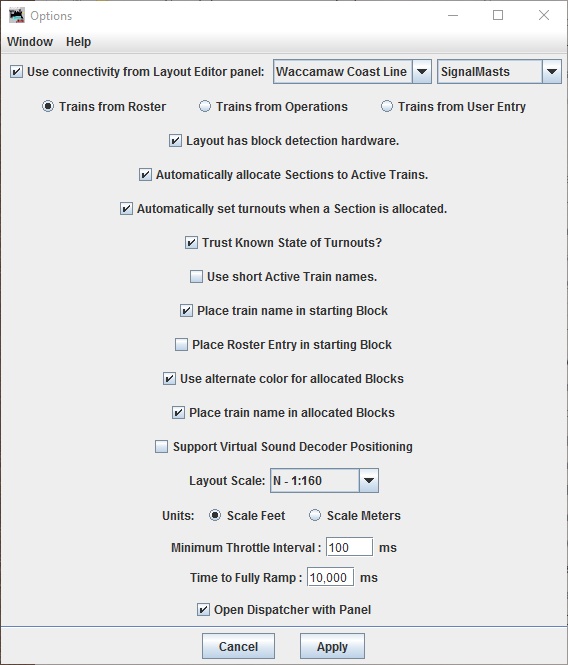 Options
Window Help
Use connectivity from Layout Editor panel: Waccamaw Coast Line SignalMasts
Trains from Roster Trains from Operations Trains from User Entry
Layout has block detection hardware.
Automatically allocate Sections to Active Trains.
Automatically set turnouts when a Section is allocated.
Trust Known State of Turnouts?
Use short Active Train names.
Place train name in starting Block
Place Roster Entry in starting Block
Use alternate color for allocated Blocks
Place train name in allocated Blocks
Support Virtual Sound Decoder Positioning
Layout Scale: N - 1:160
Units: Scale Feet Scale Meters
Minimum Throttle Interval : 100 ms
Time to Fully Ramp : 10,000 ms
Open Dispatcher with Panel
Cancel Apply